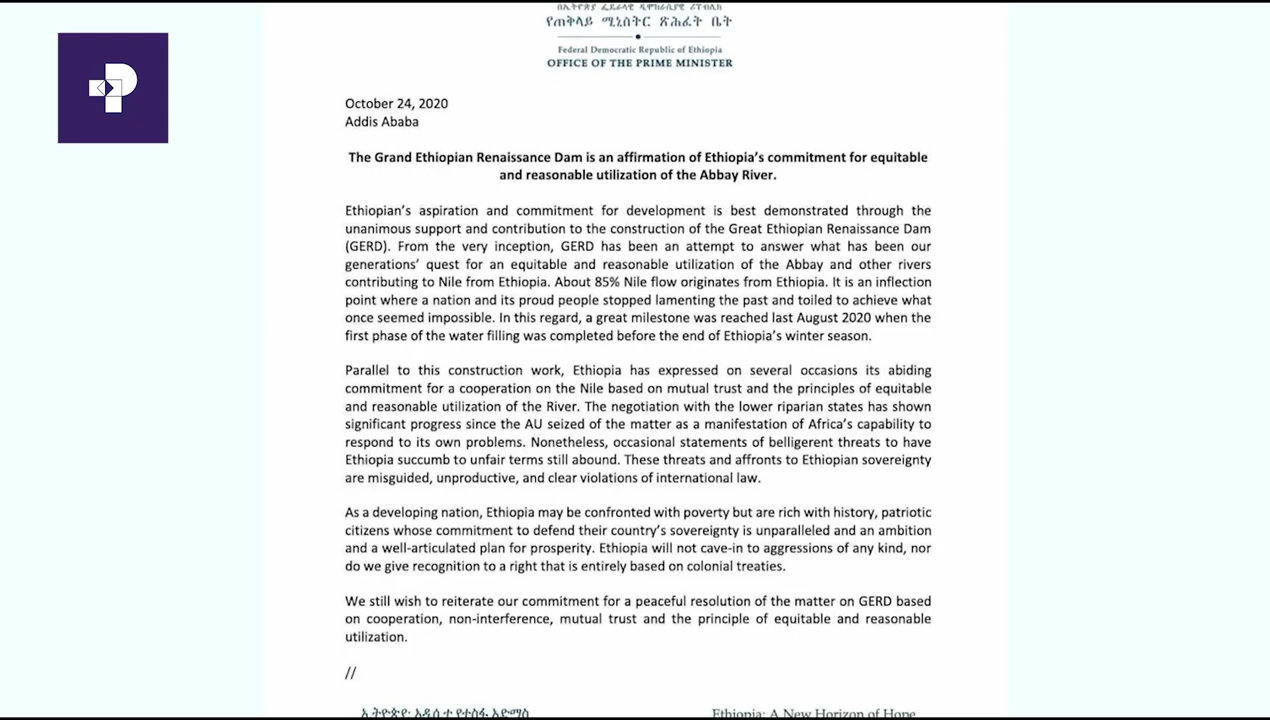 በኢትዮጵያ ፌደራላዊ ዲሞክራሲያዊ ሪፐብሊክ
የጠቅላይ ሚኒስትር ጽሕፈት ቤት
Federal Democratic Republic of Ethiopia
OFFICE OF THE PRIME MINISTER
October 24, 2020
Addis Ababa
The Grand Ethiopian Renaissance Dam is an affirmation of Ethiopia's commitment for equitable
and reasonable utilization of the Abbay River.
Ethiopian's aspiration and commitment for development is best demonstrated through the
unanimous support and contribution to the construction of the Great Ethiopian Renaissance Dam
(GERD). From the very inception, GERD has been an attempt to answer what has been our
generations' quest for an equitable and reasonable utilization of the Abbay and other rivers
contributing to Nile from Ethiopia. About 85% Nile flow originates from Ethiopia. It is an inflection
point where a nation and its proud people stopped lamenting the past and toiled to achieve what
once seemed impossible. In this regard, a great milestone was reached last August 2020 when the
first phase of the water filling was completed before the end of Ethiopia's winter season.
Parallel to this construction work, Ethiopia has expressed on several occasions its abiding
commitment for a cooperation on the Nile based on mutual trust and the principles of equitable
and reasonable utilization of the River. The negotiation with the lower riparian states has shown
significant progress since the AU seized of the matter as a manifestation of Africa's capability to
respond to its own problems. Nonetheless, occasional statements of belligerent threats to have
Ethiopia succumb to unfair terms still abound. These threats and affronts to Ethiopian sovereignty
are misguided, unproductive, and clear violations of international law.
As a developing nation, Ethiopia may be confronted with poverty but are rich with history, patriotic
citizens whose commitment to defend their country's sovereignty is unparalleled and an ambition
and a well-articulated plan for prosperity. Ethiopia will not cave-in to aggressions of any kind, nor
do we give recognition to a right that is entirely based on colonial treaties.
We still wish to reiterate our commitment for a peaceful resolution of the matter on GERD based
on cooperation, non-interference, mutual trust and the principle of equitable and reasonable
utilization.
//
ኢትዮጵያ፡ አዲስ የተስፋ አድማስ Ethiopia: A New Horizon of Hope